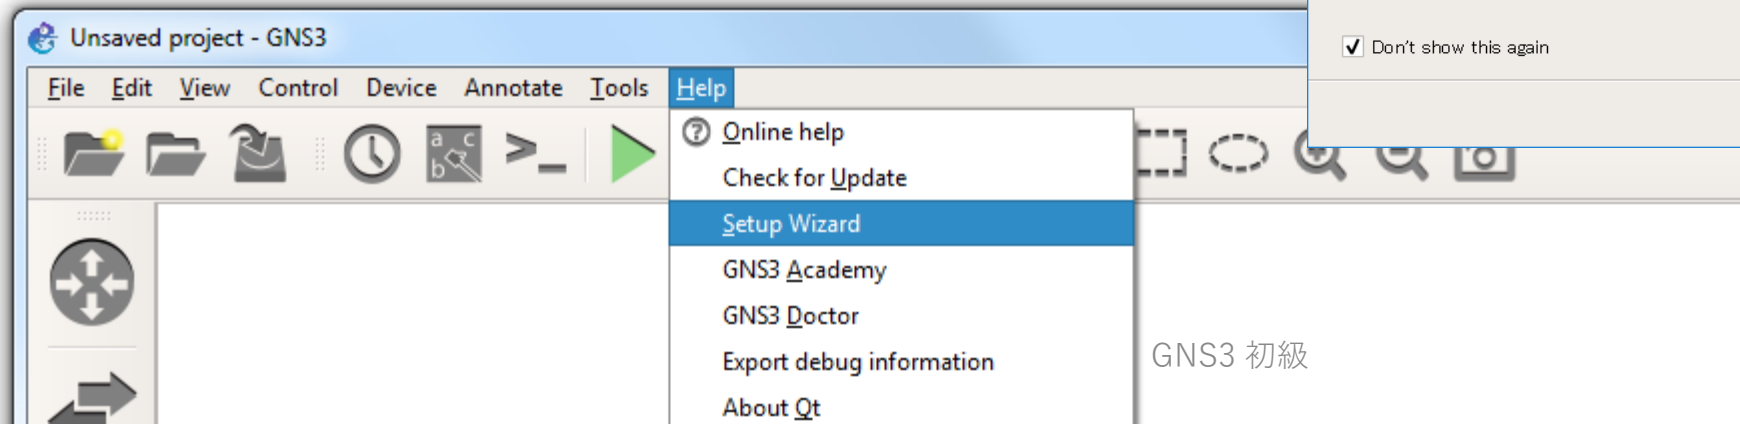 Unsaved project - GNS3
Don't show this again
File Edit View Control Device Annotate Tools Help
Online help
Check for Update
Setup Wizard
GNS3 Academy
GNS3 Doctor
Export debug information
About Qt
GNS3 初級
a c
b